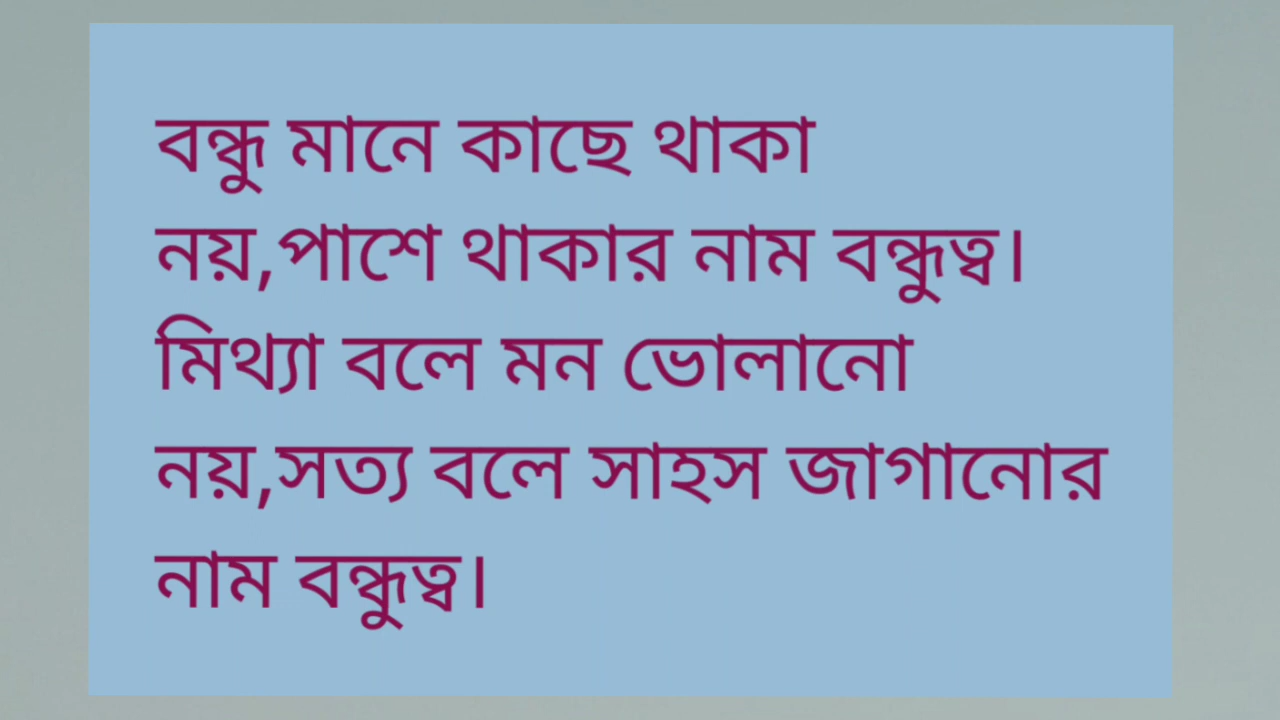 বন্ধু মানে কাছে থাকা
নয়,পাশে থাকার নাম বন্ধুত্ব।
মিথ্যা বলে মন ভোলানো
নয়,সত্য বলে সাহস জাগানোর
নাম বন্ধুত্ব।